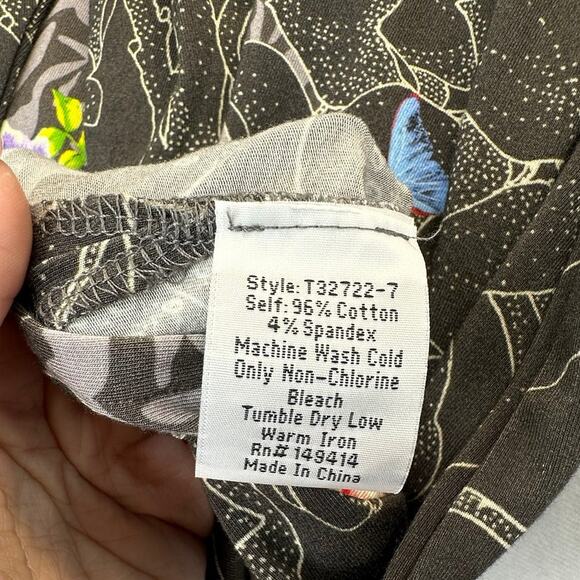 Style: T32722-7
Self: 96% Cotton
4% Spandex
Machine Wash Cold
Only Non-Chlorine
Bleach
Tumble Dry Low
Warm Iron
Rn# 149414
Made In China